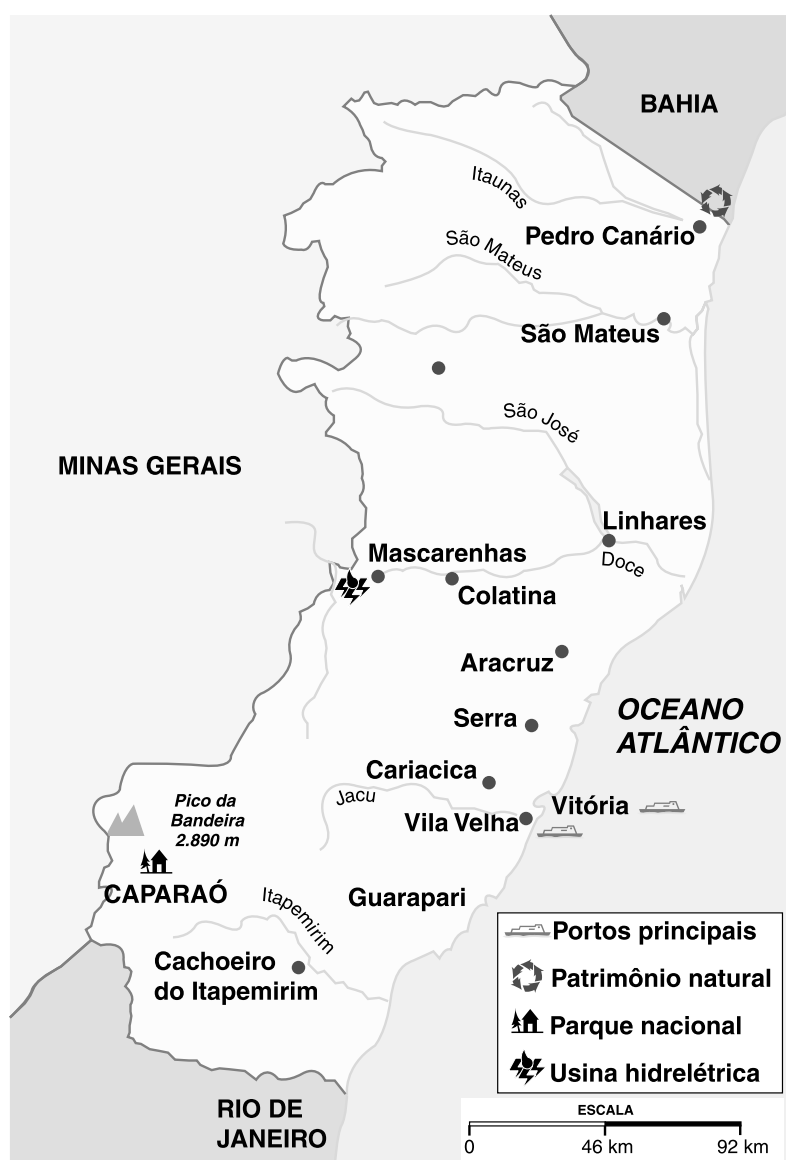 BAHIA
Itaunas
Pedro Canário
São Mateus
São Mateus
São José
MINAS GERAIS
Linhares
Mascarenhas
Doce
Colatina
Aracruz
Serra
OCEANO
ATLÂNTICO
Cariacica
Jacu
Pico da
Bandeira
2.890 m
Vitória
Vila Velha
CAPARAÓ
Guarapari
Itapemirim
Cachoeiro
do Itapemirim
Portos principais
Patrimônio natural
Parque nacional
Usina hidrelétrica
RIO DE
JANEIRO
ESCALA
0 46 km 92 km